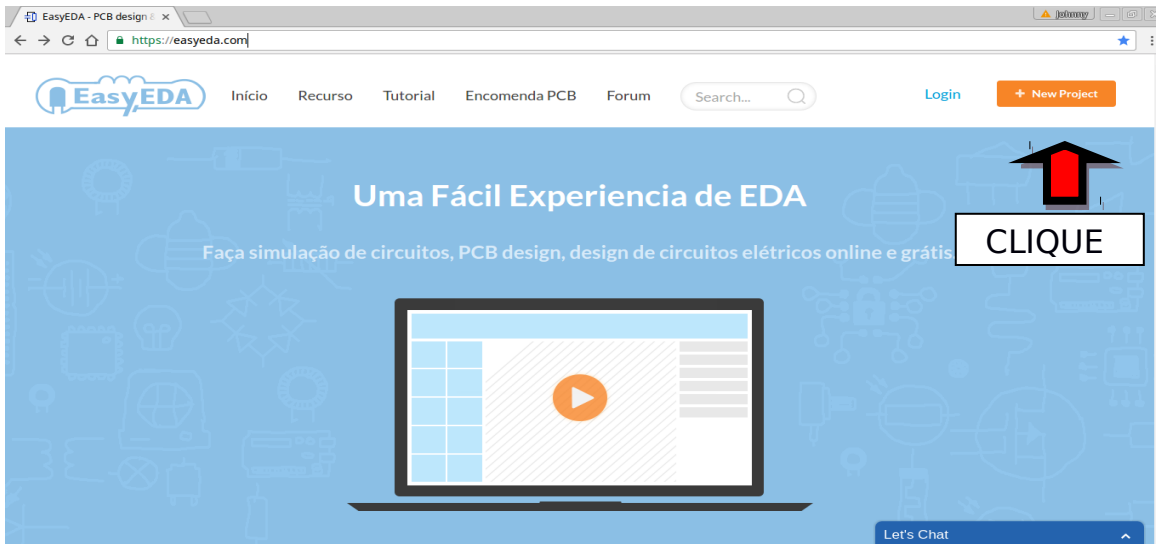 EasyEDA - PCB design &
Johnny
https://easyeda.com
EasyEDA
Início Recurso Tutorial Encomenda PCB Forum Search... Login + New Project
Uma Fácil Experiencia de EDA
Faça simulação de circuitos, PCB design, design de circuitos elétricos online e grátis
CLIQUE
Let's Chat